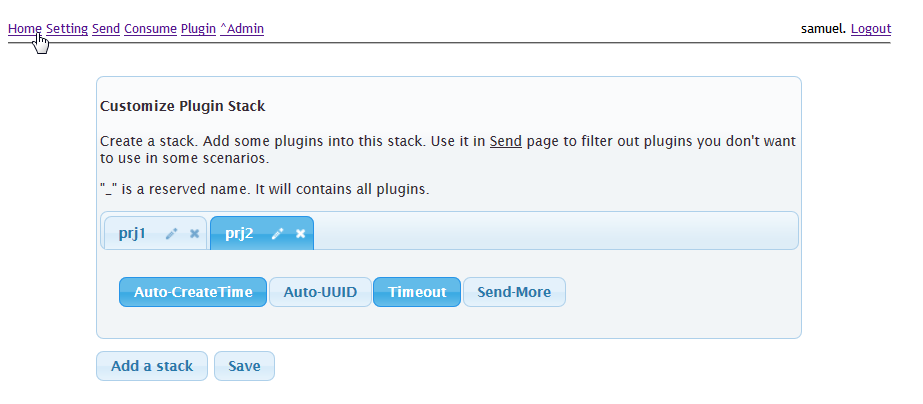 Home Setting Send Consume Plugin ^Admin samuel. Logout
Customize Plugin Stack
Create a stack. Add some plugins into this stack. Use it in Send page to filter out plugins you don't want
to use in some scenarios.
"_" is a reserved name. It will contains all plugins.
prj1 prj2
Auto-CreateTime Auto-UUID Timeout Send-More
Add a stack Save